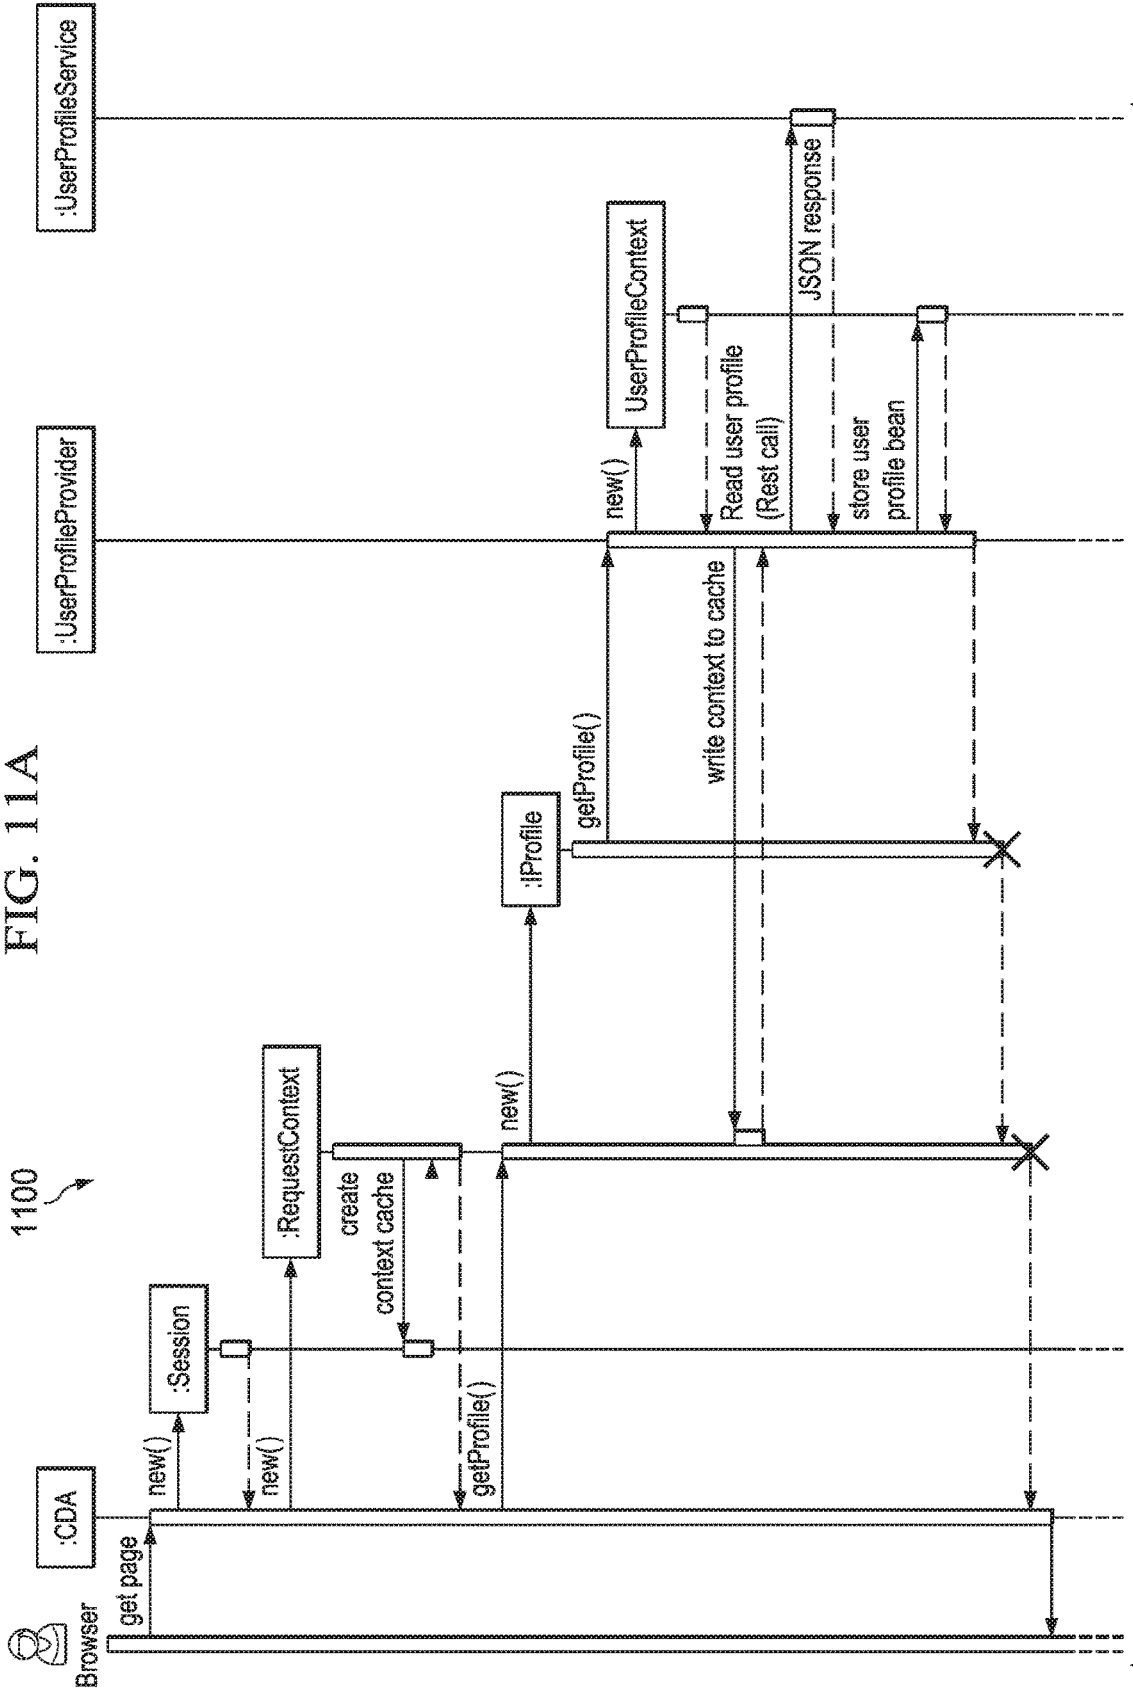 FIG. 11A
1100
Browser
:CDA
:UserProfileProvider
:UserProfileService
get page
new()
:Session
new()
:RequestContext
create
context cache
getProfile()
new()
:IProfile
getProfile()
new()
UserProfileContext
write context to cache
Read user profile
(Rest call)
JSON response
store user
profile bean